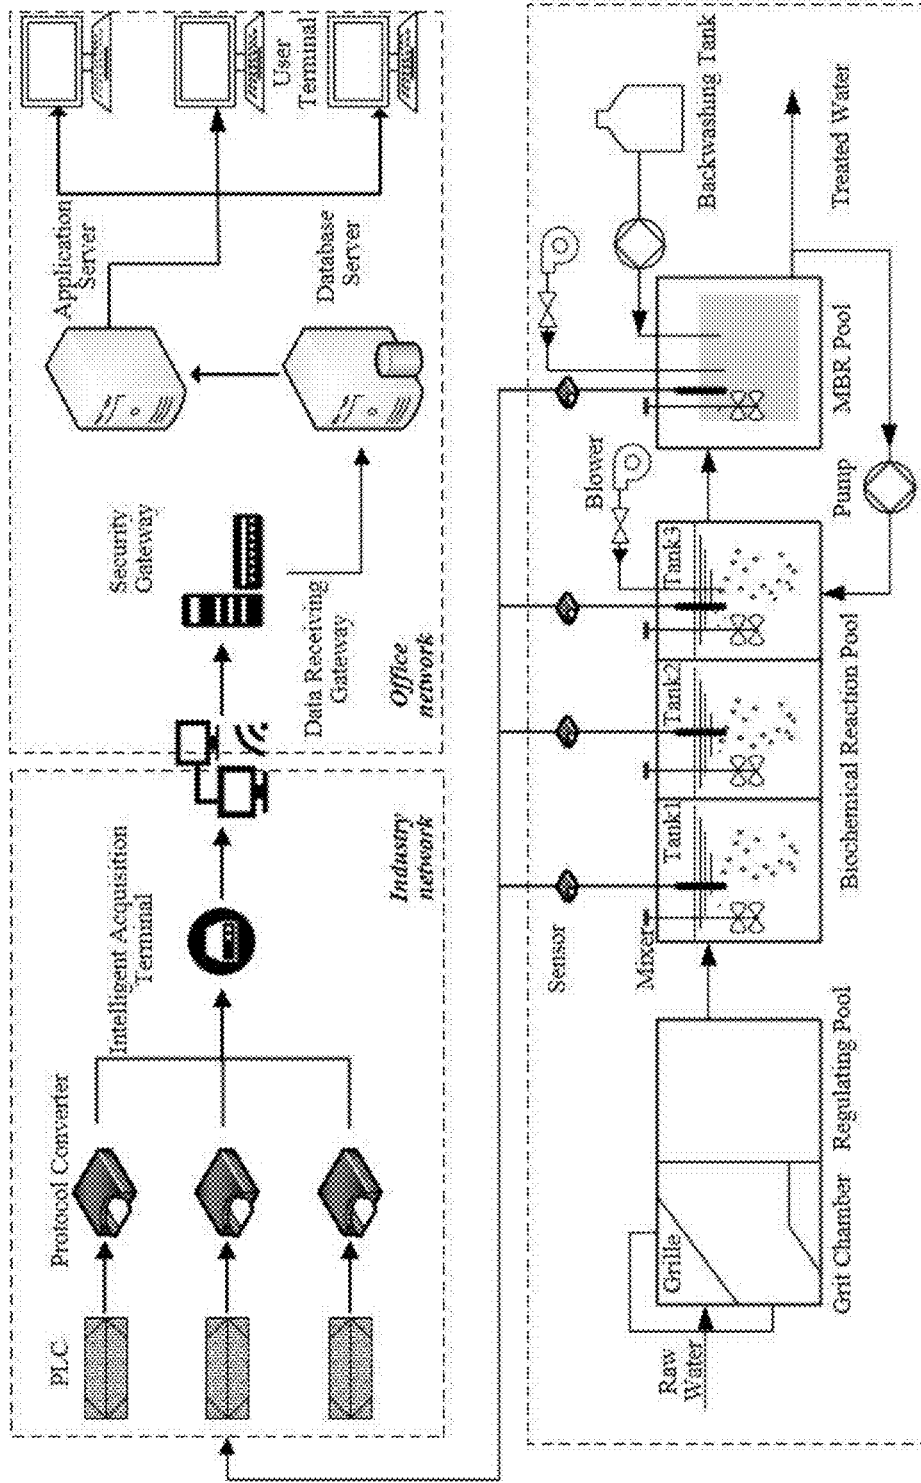 PLC
Protocol Converter
Intelligent Acquisition
Terminal
Industry
network
Security
Gateway
Data Receiving
Gateway
Office
network
Application
Server
Database
Server
User
Terminal
Raw
Water
Grille
Grit Chamber
Regulating Pool
Sensor
Mixer
Tank1
Tank2
Tank3
Biochemical Reaction Pool
Blower
Pump
MBR Pool
Backwashing Tank
Treated Water